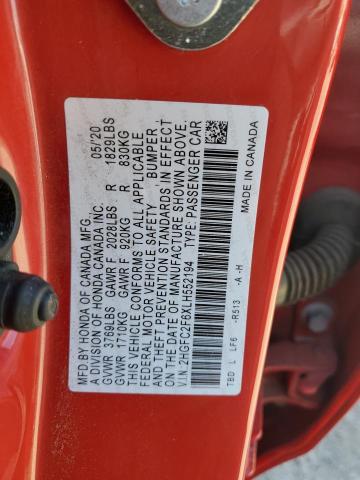 MFD BY HONDA OF CANADA MFG. 05/20
A DIVISION OF HONDA CANADA INC.
GVWR 3769LBS GAWR F 2028LBS R 1829LBS
GVWR 1710KG GAWR F 920KG R 830KG
THIS VEHICLE CONFORMS TO ALL APPLICABLE
FEDERAL MOTOR VEHICLE SAFETY BUMPER
AND THEFT PREVENTION STANDARDS IN EFFECT
ON THE DATE OF MANUFACTURE SHOWN ABOVE.
V.I.N: 2HGFC2F6XLH552194 TYPE: PASSENGER CAR
TBD L LF6 -R513 -A -H
MADE IN CANADA